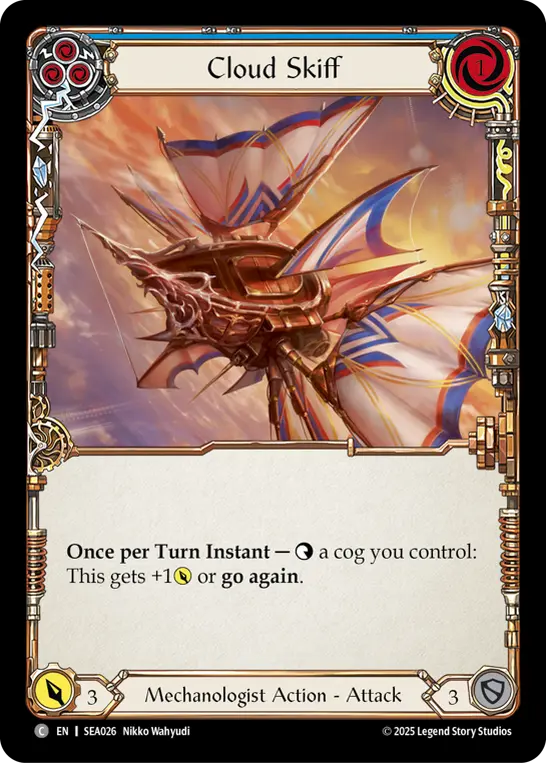 Cloud Skiff
1
Once per Turn Instant — a cog you control:
This gets +1 or go again.
3
Mechanologist Action - Attack
3
C EN SEA026 Nikko Wahyudi
© 2025 Legend Story Studios